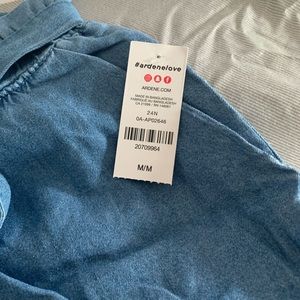 #ardenelove
ARDENE.COM
MADE IN BANGLADESH
FABRIQUÉ AU BANGLADESH
24N
0A-AP02648
20709964
M/M